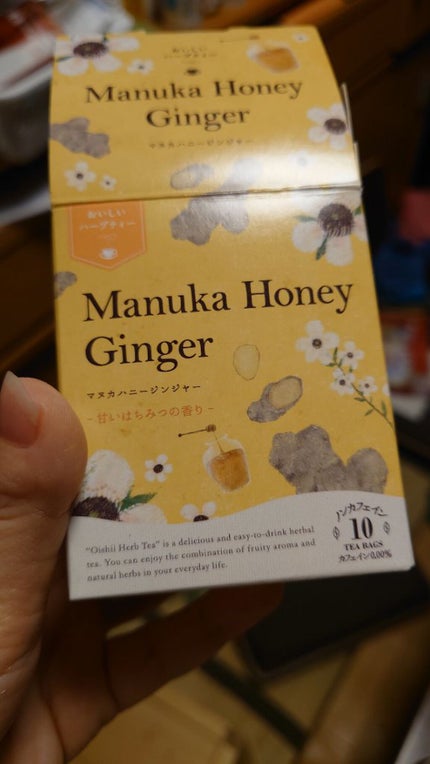 おいしい
ハーブティー
Manuka Honey
Ginger
マヌカハニージンジャー
おいしい
ハーブティー
Manuka Honey
Ginger
マヌカハニージンジャー
- 甘いはちみつの香り -
"Oishii Herb Tea" is a delicious and easy-to-drink herbal
tea. You can enjoy the combination of fruity aroma and
natural herbs in your everyday life.
ノンカフェイン
10
TEA BAGS
カフェイン0.00%